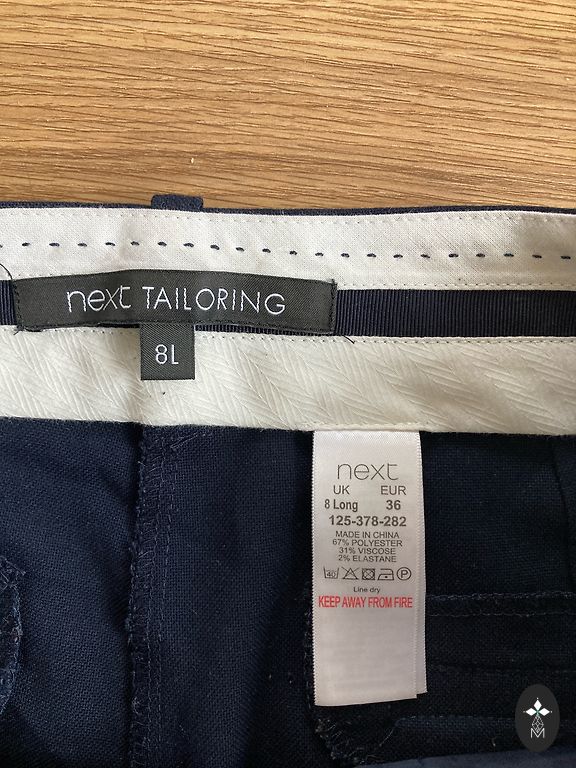 next TAILORING
8L
next
UK EUR
8 Long 36
125-378-282
MADE IN CHINA
67% POLYESTER
31% VISCOSE
2% ELASTANE
40 P
Line dry
KEEP AWAY FROM FIRE
M